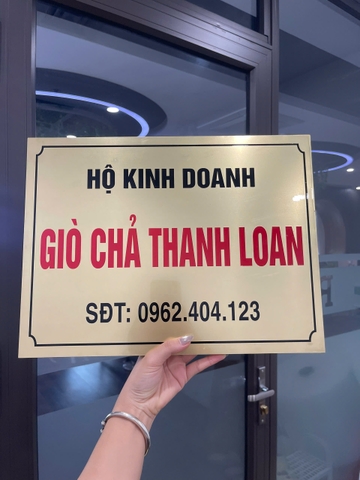 HỘ KINH DOANH
GIÒ CHẢ THANH LOAN
SĐT: 0962.404.123